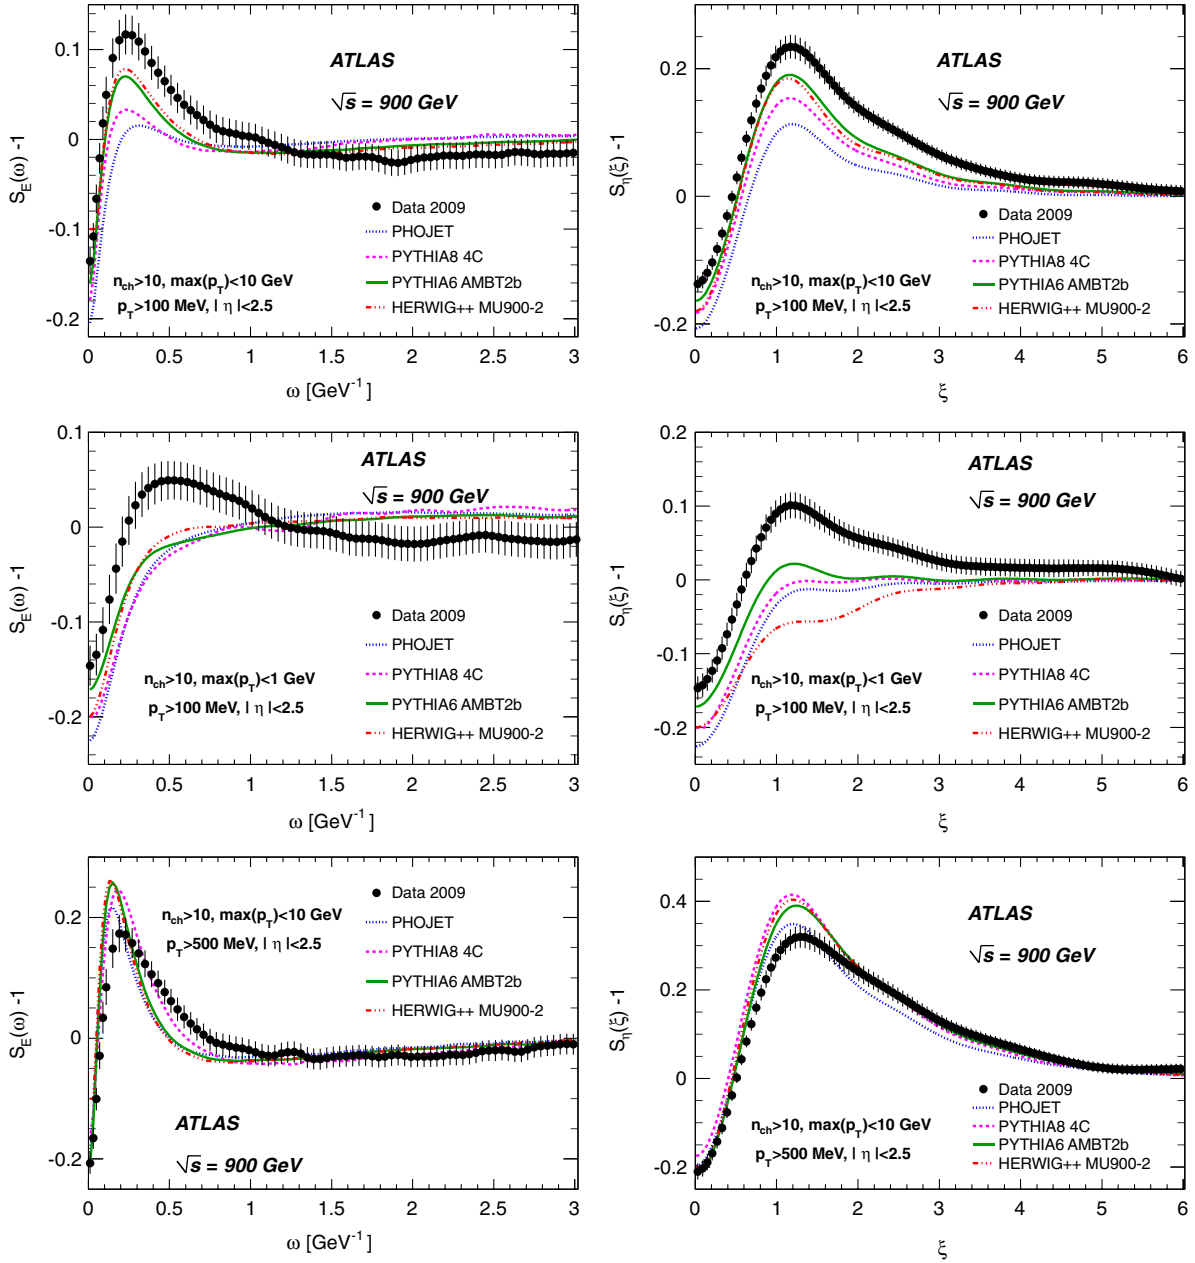 S_E(ω) -1
0.1
0
-0.1
-0.2
ATLAS
√s = 900 GeV
Data 2009
PHOJET
PYTHIA8 4C
PYTHIA6 AMBT2b
HERWIG++ MU900-2
n_ch>10, max(p_T)<10 GeV
p_T>100 MeV, | η |<2.5
0 0.5 1 1.5 2 2.5 3
ω [GeV⁻¹]
S_η(ξ) -1
0.2
0
-0.2
ATLAS
√s = 900 GeV
Data 2009
PHOJET
PYTHIA8 4C
PYTHIA6 AMBT2b
HERWIG++ MU900-2
n_ch>10, max(p_T)<10 GeV
p_T>100 MeV, | η |<2.5
0 1 2 3 4 5 6
ξ
S_E(ω) -1
0.1
0
-0.1
-0.2
ATLAS
√s = 900 GeV
Data 2009
PHOJET
PYTHIA8 4C
PYTHIA6 AMBT2b
HERWIG++ MU900-2
n_ch>10, max(p_T)<1 GeV
p_T>100 MeV, | η |<2.5
0 0.5 1 1.5 2 2.5 3
ω [GeV⁻¹]
S_η(ξ) -1
0.2
0.1
0
-0.1
-0.2
ATLAS
√s = 900 GeV
Data 2009
PHOJET
PYTHIA8 4C
PYTHIA6 AMBT2b
HERWIG++ MU900-2
n_ch>10, max(p_T)<1 GeV
p_T>100 MeV, | η |<2.5
0 1 2 3 4 5 6
ξ
S_E(ω) -1
0.2
0
-0.2
n_ch>10, max(p_T)<10 GeV
p_T>500 MeV, | η |<2.5
Data 2009
PHOJET
PYTHIA8 4C
PYTHIA6 AMBT2b
HERWIG++ MU900-2
ATLAS
√s = 900 GeV
0 0.5 1 1.5 2 2.5 3
ω [GeV⁻¹]
S_η(ξ) -1
0.4
0.2
0
-0.2
ATLAS
√s = 900 GeV
Data 2009
PHOJET
PYTHIA8 4C
PYTHIA6 AMBT2b
HERWIG++ MU900-2
n_ch>10, max(p_T)<10 GeV
p_T>500 MeV, | η |<2.5
0 1 2 3 4 5 6
ξ